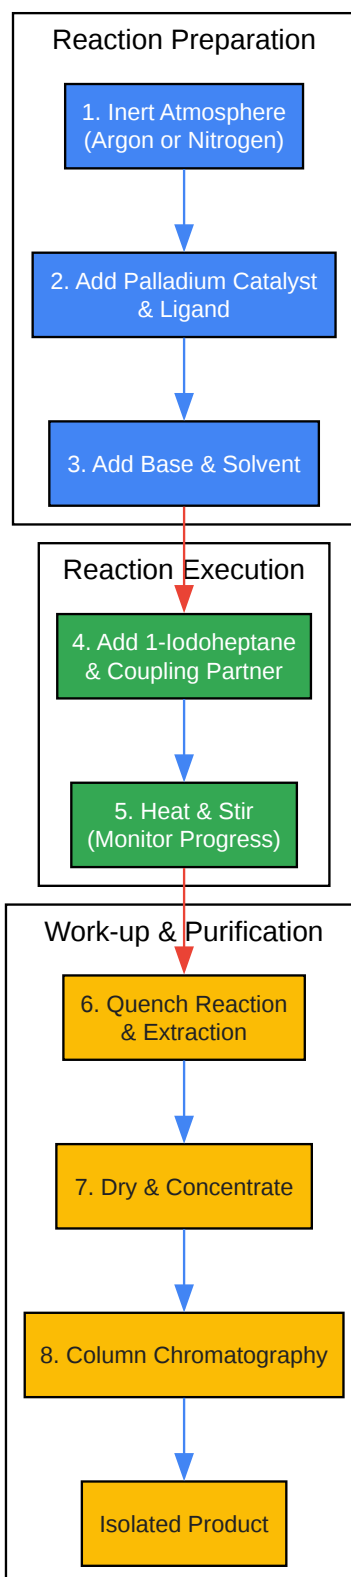 Reaction Preparation
1. Inert Atmosphere
(Argon or Nitrogen)
2. Add Palladium Catalyst
& Ligand
3. Add Base & Solvent
Reaction Execution
4. Add 1-Iodoheptane
& Coupling Partner
5. Heat & Stir
(Monitor Progress)
Work-up & Purification
6. Quench Reaction
& Extraction
7. Dry & Concentrate
8. Column Chromatography
Isolated Product